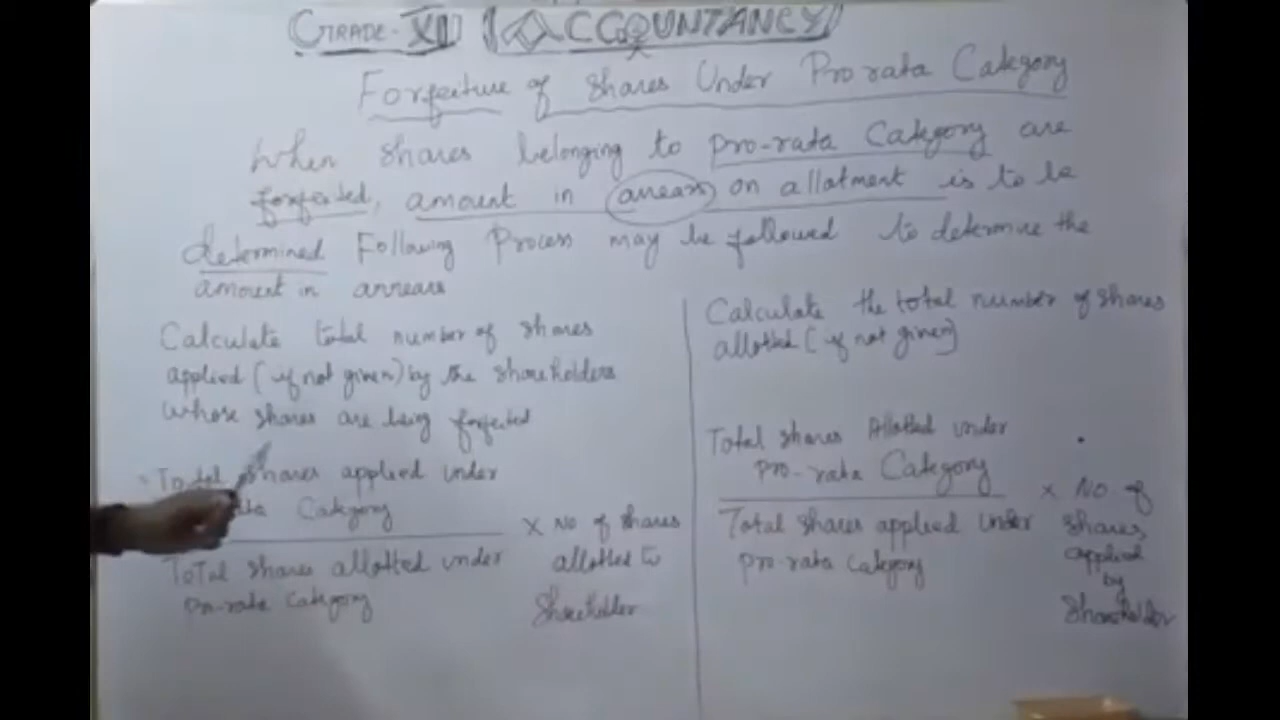 GRADE-XII ACCOUNTANCY
Forfeiture of Shares Under Pro rata Category
When shares belonging to pro-rata Category are
forfeited, amount in arrears on allotment is to be
determined Following Process may be followed to determine the
amount in arrears
Calculate total number of shares
applied (if not given) by the shareholders
whose shares are being forfeited
Total shares applied under
Category
Total shares allotted under
Pro-rata Category
× No of shares
allotted to
Shareholder
Calculate the total number of shares
allotted (if not given)
Total shares Allotted under
pro-rata Category
Total shares applied Under
pro-rata Category
× No. of
shares
applied
by
Shareholder